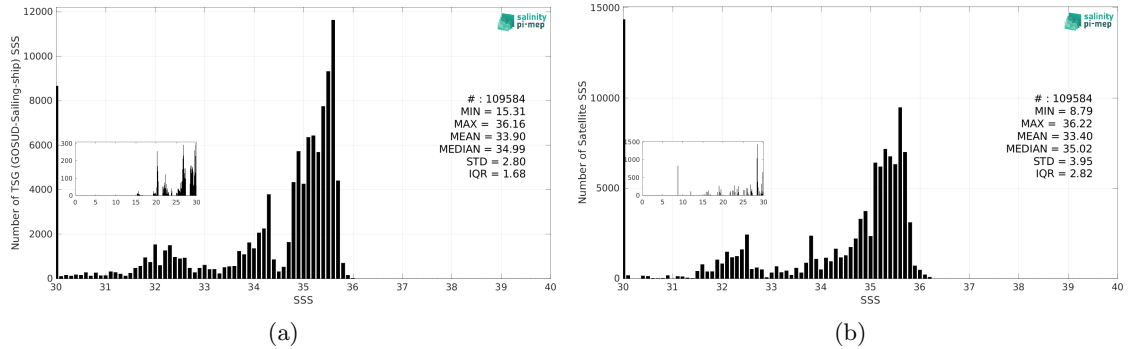 12000
10000
8000
6000
4000
2000
0
Number of TSG (GOSUD-Sailing-ship) SSS
salinity
pi-mep
# : 109584
MIN = 15.31
MAX = 36.16
MEAN = 33.90
MEDIAN = 34.99
STD = 2.80
IQR = 1.68
300
200
100
0
0 5 10 15 20 25 30
30 31 32 33 34 35 36 37 38 39 40
SSS
(a)
15000
10000
5000
0
Number of Satellite SSS
salinity
pi-mep
# : 109584
MIN = 8.79
MAX = 36.22
MEAN = 33.40
MEDIAN = 35.02
STD = 3.95
IQR = 2.82
1500
1000
500
0
0 5 10 15 20 25 30
30 31 32 33 34 35 36 37 38 39 40
SSS
(b)